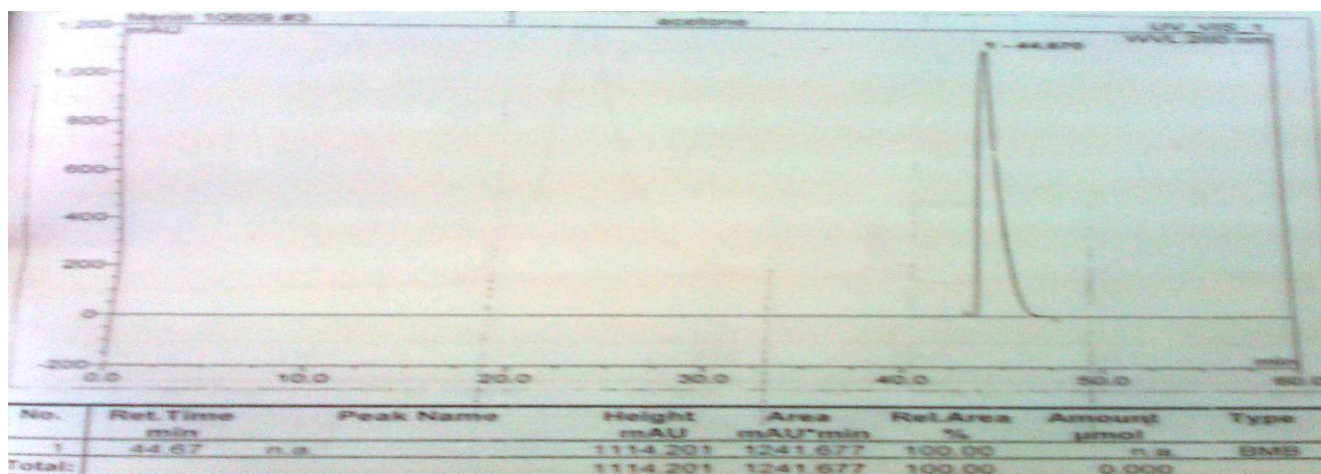 Menin 10609 #3
acetone
UV_VIS_1
mAU
WVL:280 nm
1,200
1 - 44.670
1,000
800
600
400
200
0
-200
min
0.0 10.0 20.0 30.0 40.0 50.0 60.0
No. Ret.Time Peak Name Height Area Rel.Area Amount Type
min mAU mAU*min % µmol
1 44.67 n.a. 1114.201 1241.677 100.00 n.a. BMB
Total: 1114.201 1241.677 100.00 0.000